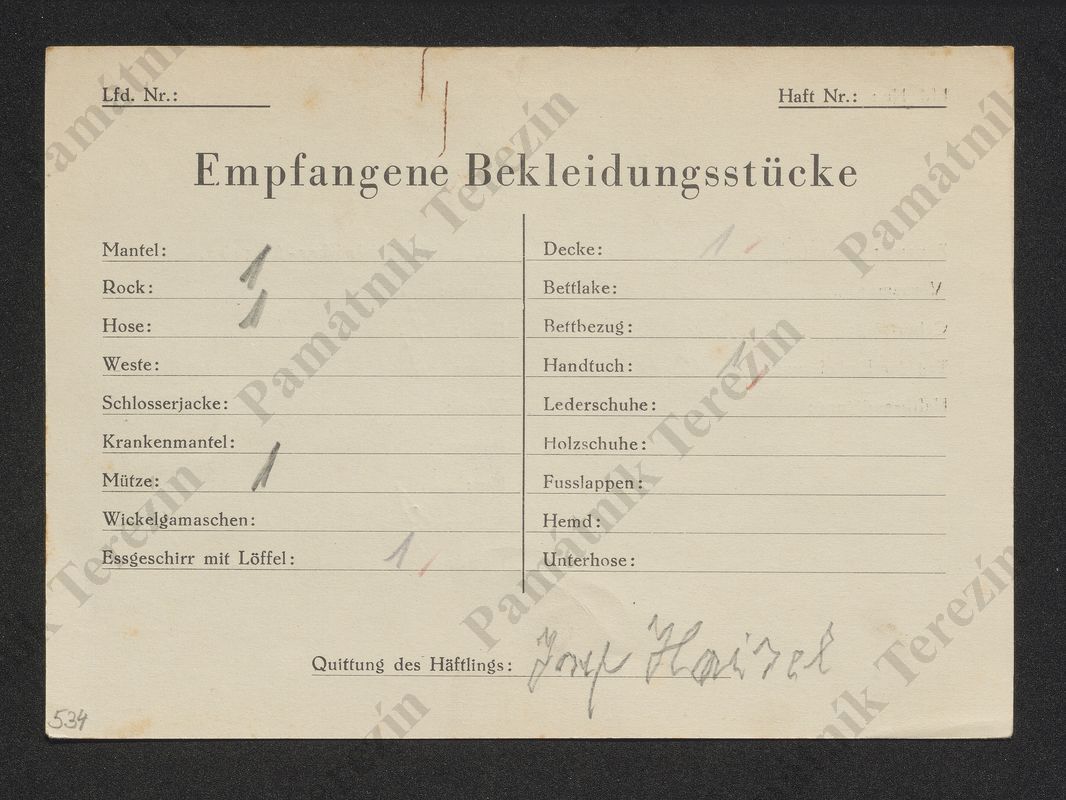 Lfd. Nr.:
Haft Nr.:
Empfangene Bekleidungsstücke
Mantel:
Rock: 1
Hose: 1
Weste:
Schlosserjacke:
Krankenmantel:
Mütze: 1
Wickelgamaschen:
Essgeschirr mit Löffel: 1
Decke: 1
Bettlake:
Bettbezug:
Handtuch: 1
Lederschuhe:
Holzschuhe:
Fusslappen:
Hemd:
Unterhose:
Quittung des Häftlings: Josef
534
Památník Terezín